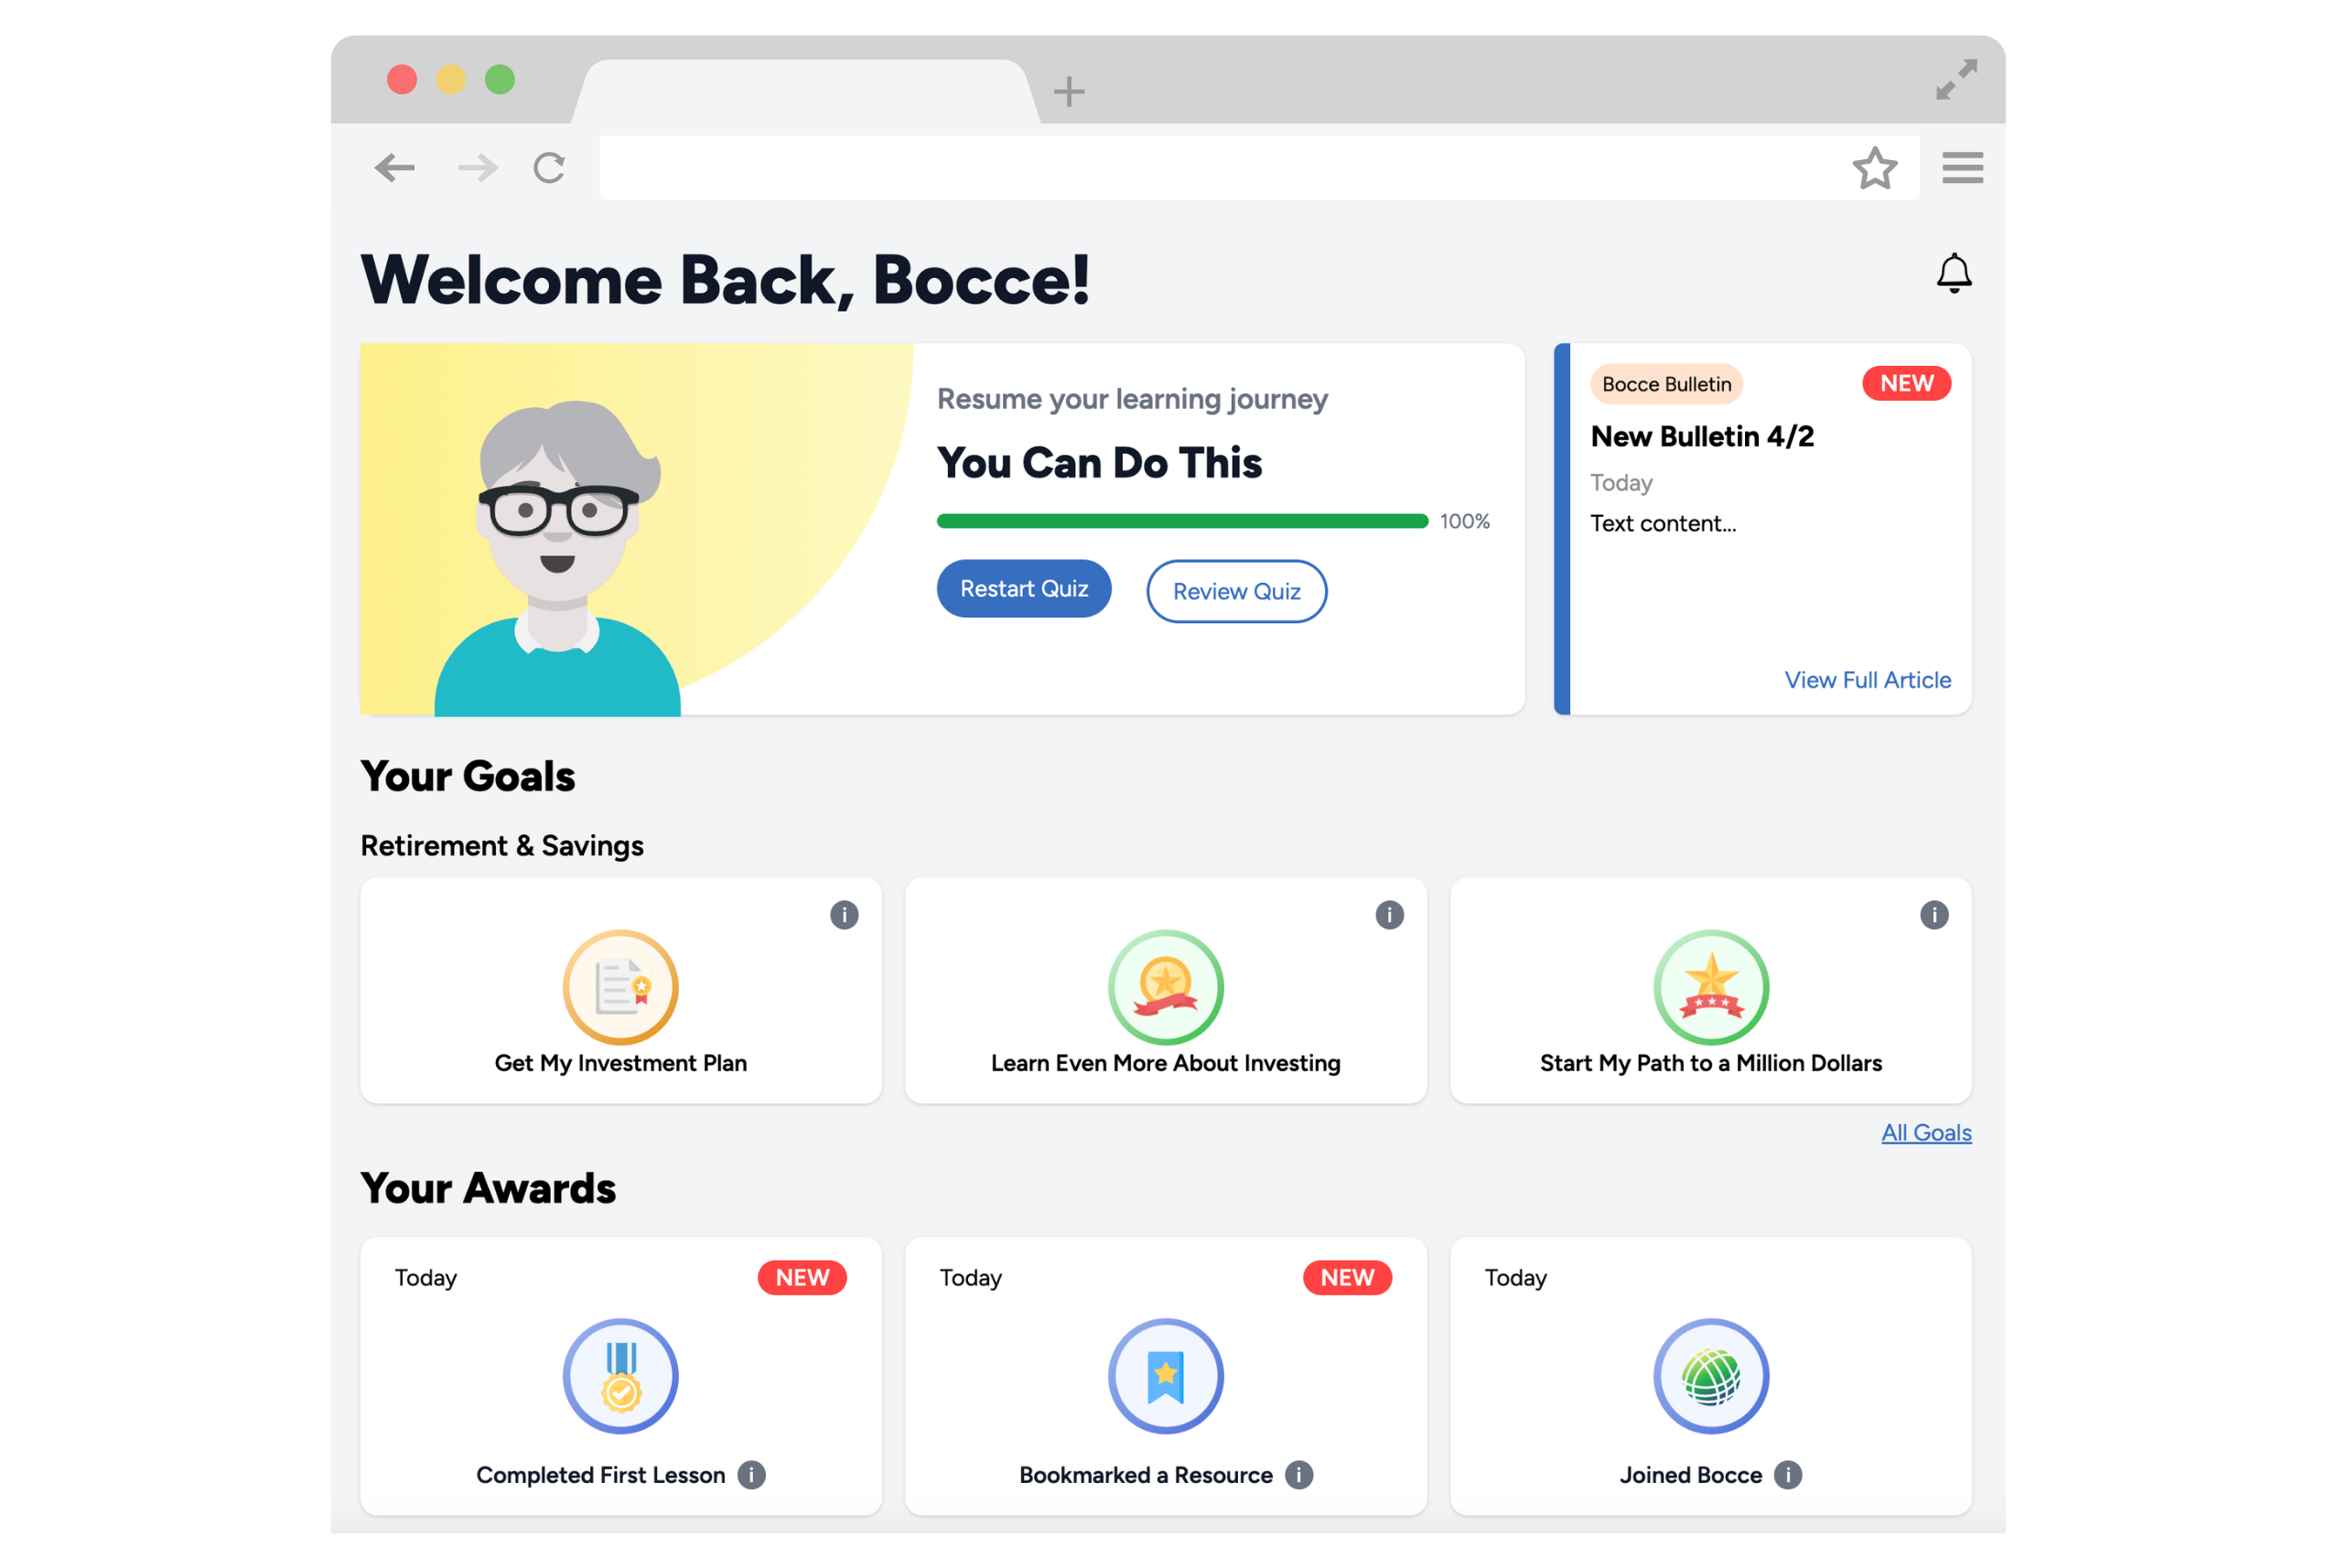 Welcome Back, Bocce!
Resume your learning journey
You Can Do This
100%
Restart Quiz
Review Quiz
Bocce Bulletin
NEW
New Bulletin 4/2
Today
Text content...
View Full Article
Your Goals
Retirement & Savings
Get My Investment Plan
Learn Even More About Investing
Start My Path to a Million Dollars
All Goals
Your Awards
Today
NEW
Completed First Lesson
Today
NEW
Bookmarked a Resource
Today
Joined Bocce